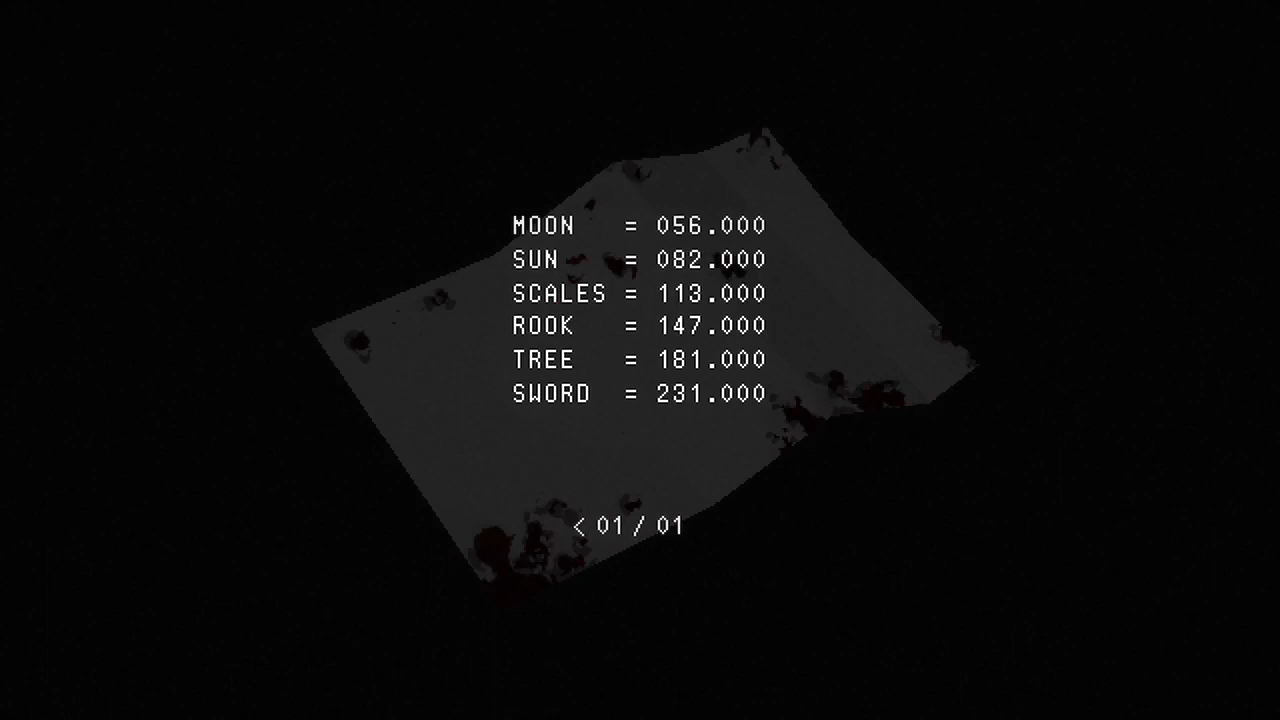 MOON = 056.000
SUN = 082.000
SCALES = 113.000
ROOK = 147.000
TREE = 181.000
SWORD = 231.000
< 01 / 01